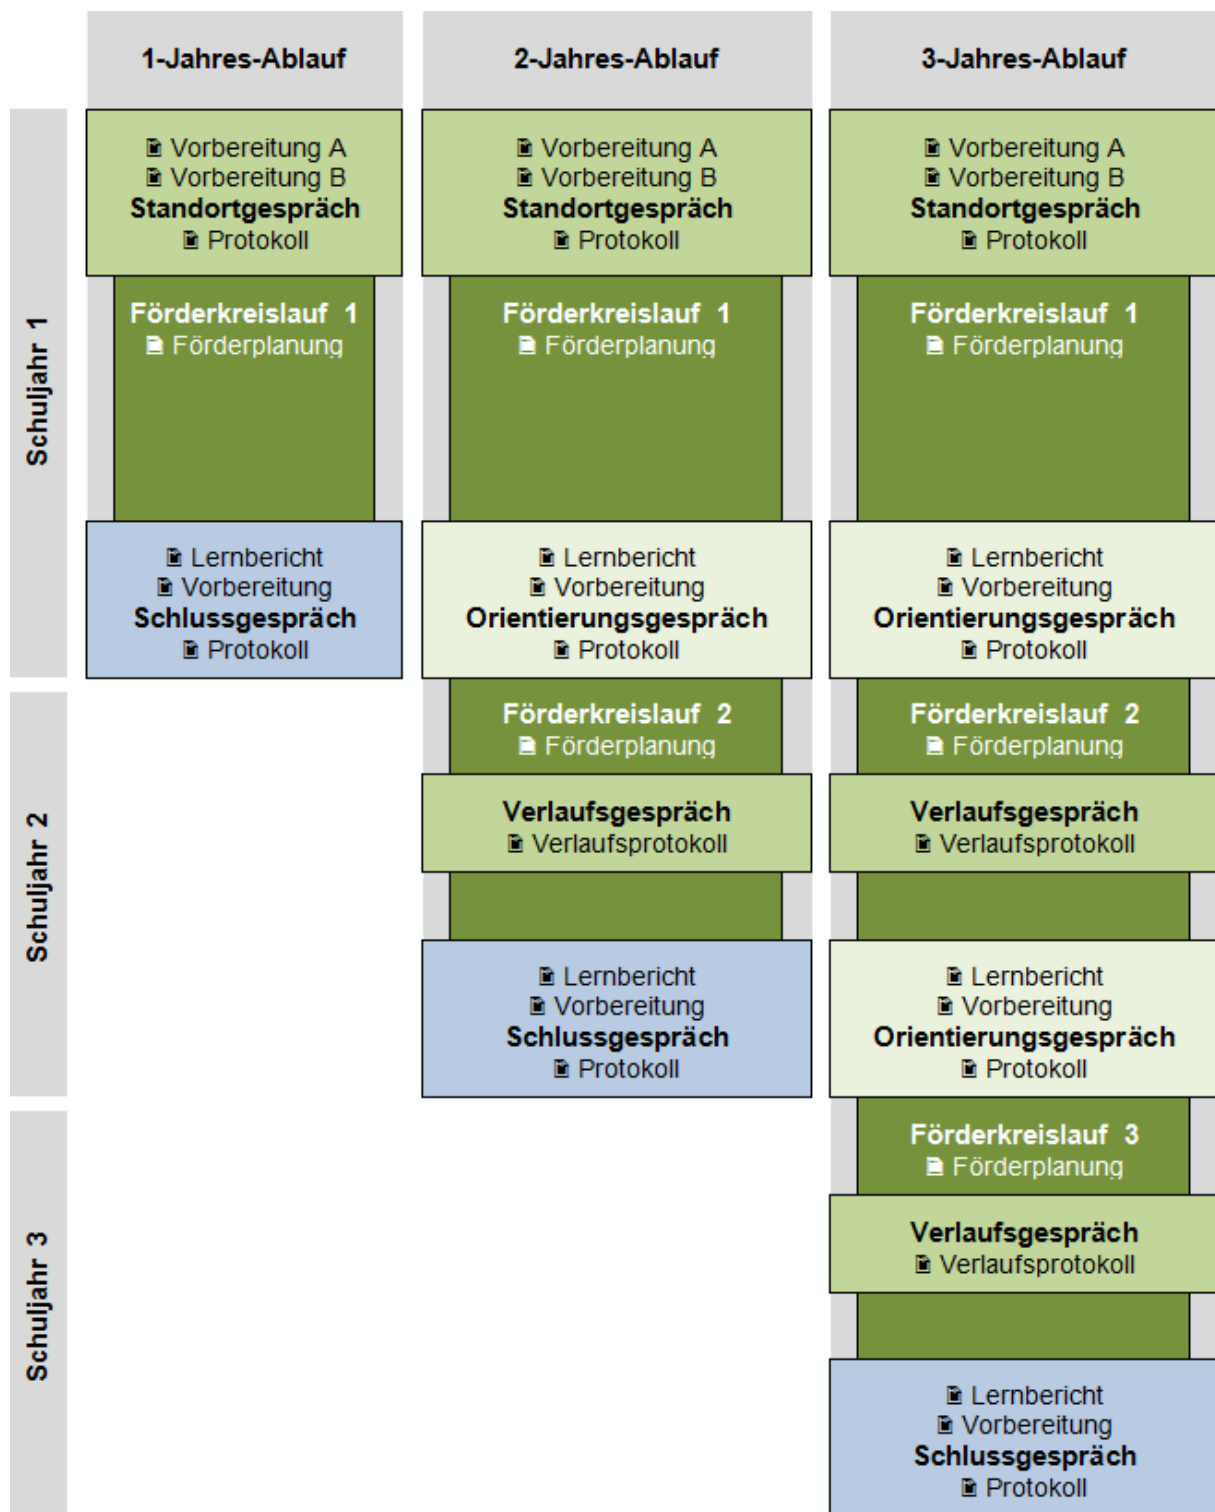 1-Jahres-Ablauf
2-Jahres-Ablauf
3-Jahres-Ablauf
Schuljahr 1
Vorbereitung A
Vorbereitung B
Standortgespräch
Protokoll
Förderkreislauf 1
Förderplanung
Lernbericht
Vorbereitung
Schlussgespräch
Protokoll
Vorbereitung A
Vorbereitung B
Standortgespräch
Protokoll
Förderkreislauf 1
Förderplanung
Lernbericht
Vorbereitung
Orientierungsgespräch
Protokoll
Vorbereitung A
Vorbereitung B
Standortgespräch
Protokoll
Förderkreislauf 1
Förderplanung
Lernbericht
Vorbereitung
Orientierungsgespräch
Protokoll
Schuljahr 2
Förderkreislauf 2
Förderplanung
Verlaufsgespräch
Verlaufsprotokoll
Lernbericht
Vorbereitung
Schlussgespräch
Protokoll
Förderkreislauf 2
Förderplanung
Verlaufsgespräch
Verlaufsprotokoll
Lernbericht
Vorbereitung
Orientierungsgespräch
Protokoll
Schuljahr 3
Förderkreislauf 3
Förderplanung
Verlaufsgespräch
Verlaufsprotokoll
Lernbericht
Vorbereitung
Schlussgespräch
Protokoll